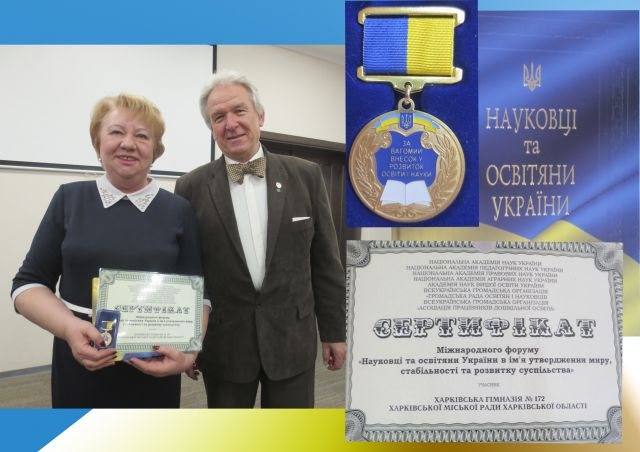 ЗА
ВАГОМИЙ
ВНЕСОК У
РОЗВИТОК
ОСВІТИ І НАУКИ
НАУКОВЦІ
та
ОСВІТЯНИ
УКРАЇНИ
НАЦІОНАЛЬНА АКАДЕМІЯ НАУК УКРАЇНИ
НАЦІОНАЛЬНА АКАДЕМІЯ ПЕДАГОГІЧНИХ НАУК УКРАЇНИ
НАЦІОНАЛЬНА АКАДЕМІЯ ПРАВОВИХ НАУК УКРАЇНИ
НАЦІОНАЛЬНА АКАДЕМІЯ АГРАРНИХ НАУК УКРАЇНИ
АКАДЕМІЯ НАУК ВИЩОЇ ОСВІТИ УКРАЇНИ
ВСЕУКРАЇНСЬКА ГРОМАДСЬКА ОРГАНІЗАЦІЯ
«ГРОМАДСЬКА РАДА ОСВІТЯН І НАУКОВЦІВ»
ВСЕУКРАЇНСЬКА ГРОМАДСЬКА ОРГАНІЗАЦІЯ
«АСОЦІАЦІЯ ПРАЦІВНИКІВ ДОШКІЛЬНОЇ ОСВІТИ»
СЕРТИФІКАТ
Міжнародного форуму
«Науковці та освітяни України в ім'я утвердження миру,
стабільності та розвитку суспільства»
УЧАСНИК
ХАРКІВСЬКА ГІМНАЗІЯ № 172
ХАРКІВСЬКОЇ МІСЬКОЇ РАДИ ХАРКІВСЬКОЇ ОБЛАСТІ
СЕРТИФІКАТ